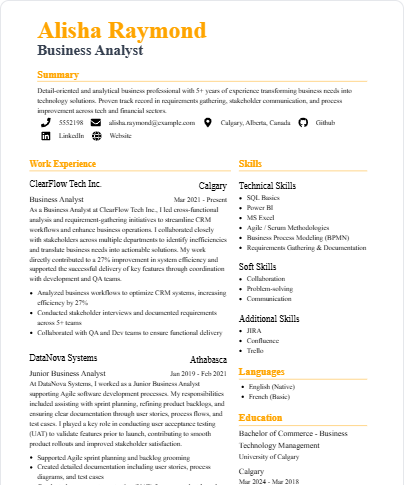 Alisha Raymond
Business Analyst
Summary
Detail-oriented and analytical business professional with 5+ years of experience transforming business needs into
technology solutions. Proven track record in requirements gathering, stakeholder communication, and process
improvement across tech and financial sectors.
5552198 alisha.raymond@example.com Calgary, Alberta, Canada Github
LinkedIn Website
Work Experience
ClearFlow Tech Inc. Calgary
Business Analyst Mar 2021 - Present
As a Business Analyst at ClearFlow Tech Inc., I led cross-functional
analysis and requirement-gathering initiatives to streamline CRM
workflows and enhance business operations. I collaborated closely
with stakeholders across multiple departments to identify inefficiencies
and translate business needs into actionable solutions. My work
directly contributed to a 27% improvement in system efficiency and
supported the successful delivery of key features through coordination
with development and QA teams.
• Analyzed business workflows to optimize CRM systems, increasing
efficiency by 27%
• Conducted stakeholder interviews and documented requirements
across 5+ teams
• Collaborated with QA and Dev teams to ensure functional delivery
DataNova Systems Athabasca
Junior Business Analyst Jan 2019 - Feb 2021
At DataNova Systems, I worked as a Junior Business Analyst
supporting Agile software development processes. My responsibilities
included assisting with sprint planning, refining product backlogs, and
ensuring clear documentation through user stories, process flows, and
test cases. I played a key role in conducting user acceptance testing
(UAT) to validate features prior to launch, contributing to smooth
product rollouts and improved stakeholder satisfaction.
• Supported Agile sprint planning and backlog grooming
• Created detailed documentation including user stories, process
diagrams, and test cases
Skills
Technical Skills
• SQL Basics
• Power BI
• MS Excel
• Agile / Scrum Methodologies
• Business Process Modeling (BPMN)
• Requirements Gathering & Documentation
Soft Skills
• Collaboration
• Problem-solving
• Communication
Additional Skills
• JIRA
• Confluence
• Trello
Languages
• English (Native)
• French (Basic)
Education
Bachelor of Commerce - Business
Technology Management
University of Calgary
Calgary
Mar 2024 - Mar 2018